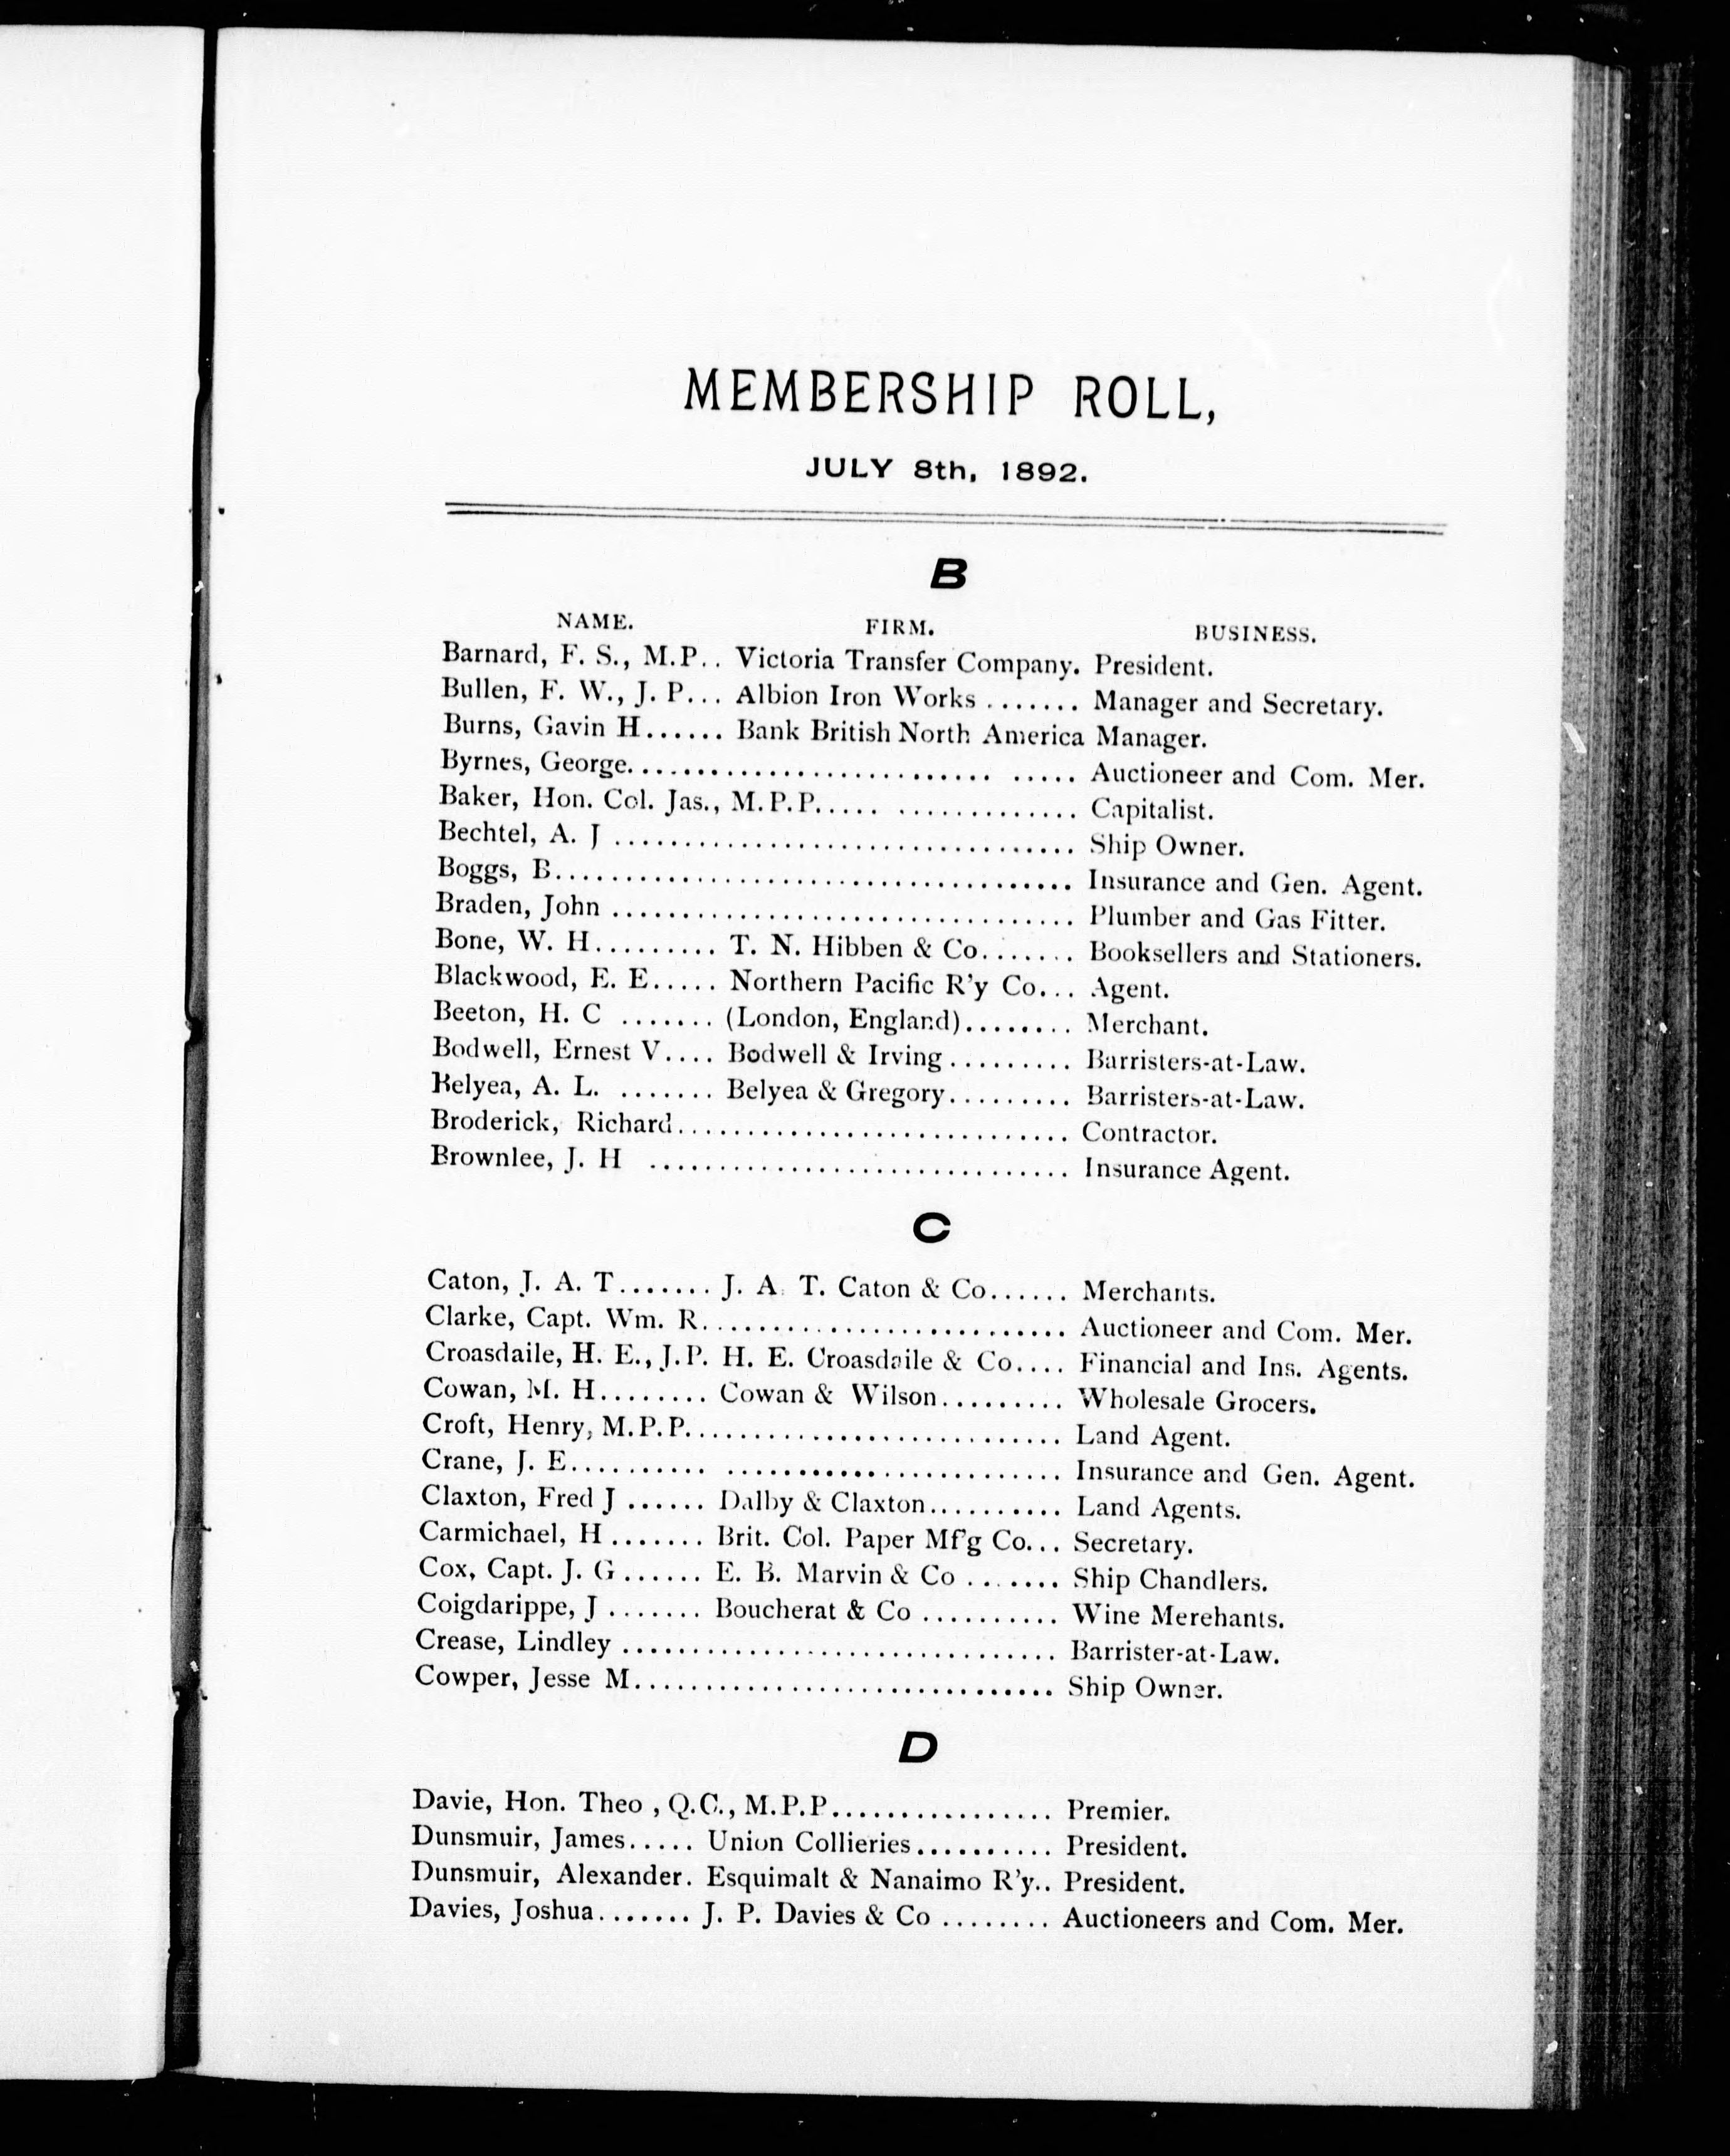 MEMBERSHIP ROLL,
JULY 8th, 1892.
B
NAME. FIRM. BUSINESS.
Barnard, F. S., M.P.. Victoria Transfer Company. President.
Bullen, F. W., J. P... Albion Iron Works ....... Manager and Secretary.
Burns, Gavin H...... Bank British North America Manager.
Byrnes, George.......................... ..... Auctioneer and Com. Mer.
Baker, Hon. Col. Jas., M.P.P..... ............. Capitalist.
Bechtel, A. J ................................. Ship Owner.
Boggs, B..................................... Insurance and Gen. Agent.
Braden, John ................................. Plumber and Gas Fitter.
Bone, W. H......... T. N. Hibben & Co....... Booksellers and Stationers.
Blackwood, E. E..... Northern Pacific R'y Co... Agent.
Beeton, H. C ....... (London, England)........ Merchant.
Bodwell, Ernest V.... Bodwell & Irving ......... Barristers-at-Law.
Belyea, A. L. ....... Belyea & Gregory......... Barristers-at-Law.
Broderick, Richard............................ Contractor.
Brownlee, J. H .............................. Insurance Agent.
C
Caton, J. A. T....... J. A. T. Caton & Co...... Merchants.
Clarke, Capt. Wm. R.......................... Auctioneer and Com. Mer.
Croasdaile, H. E., J.P. H. E. Croasdaile & Co.... Financial and Ins. Agents.
Cowan, M. H........ Cowan & Wilson......... Wholesale Grocers.
Croft, Henry, M.P.P........................... Land Agent.
Crane, J. E.......... ........................ Insurance and Gen. Agent.
Claxton, Fred J ...... Dalby & Claxton.......... Land Agents.
Carmichael, H ....... Brit. Col. Paper Mf'g Co... Secretary.
Cox, Capt. J. G ...... E. B. Marvin & Co ....... Ship Chandlers.
Coigdarippe, J ....... Boucherat & Co .......... Wine Merehants.
Crease, Lindley ............................... Barrister-at-Law.
Cowper, Jesse M.............................. Ship Owner.
D
Davie, Hon. Theo , Q.C., M.P.P................ Premier.
Dunsmuir, James..... Union Collieries.......... President.
Dunsmuir, Alexander. Esquimalt & Nanaimo R'y.. President.
Davies, Joshua....... J. P. Davies & Co ........ Auctioneers and Com. Mer.